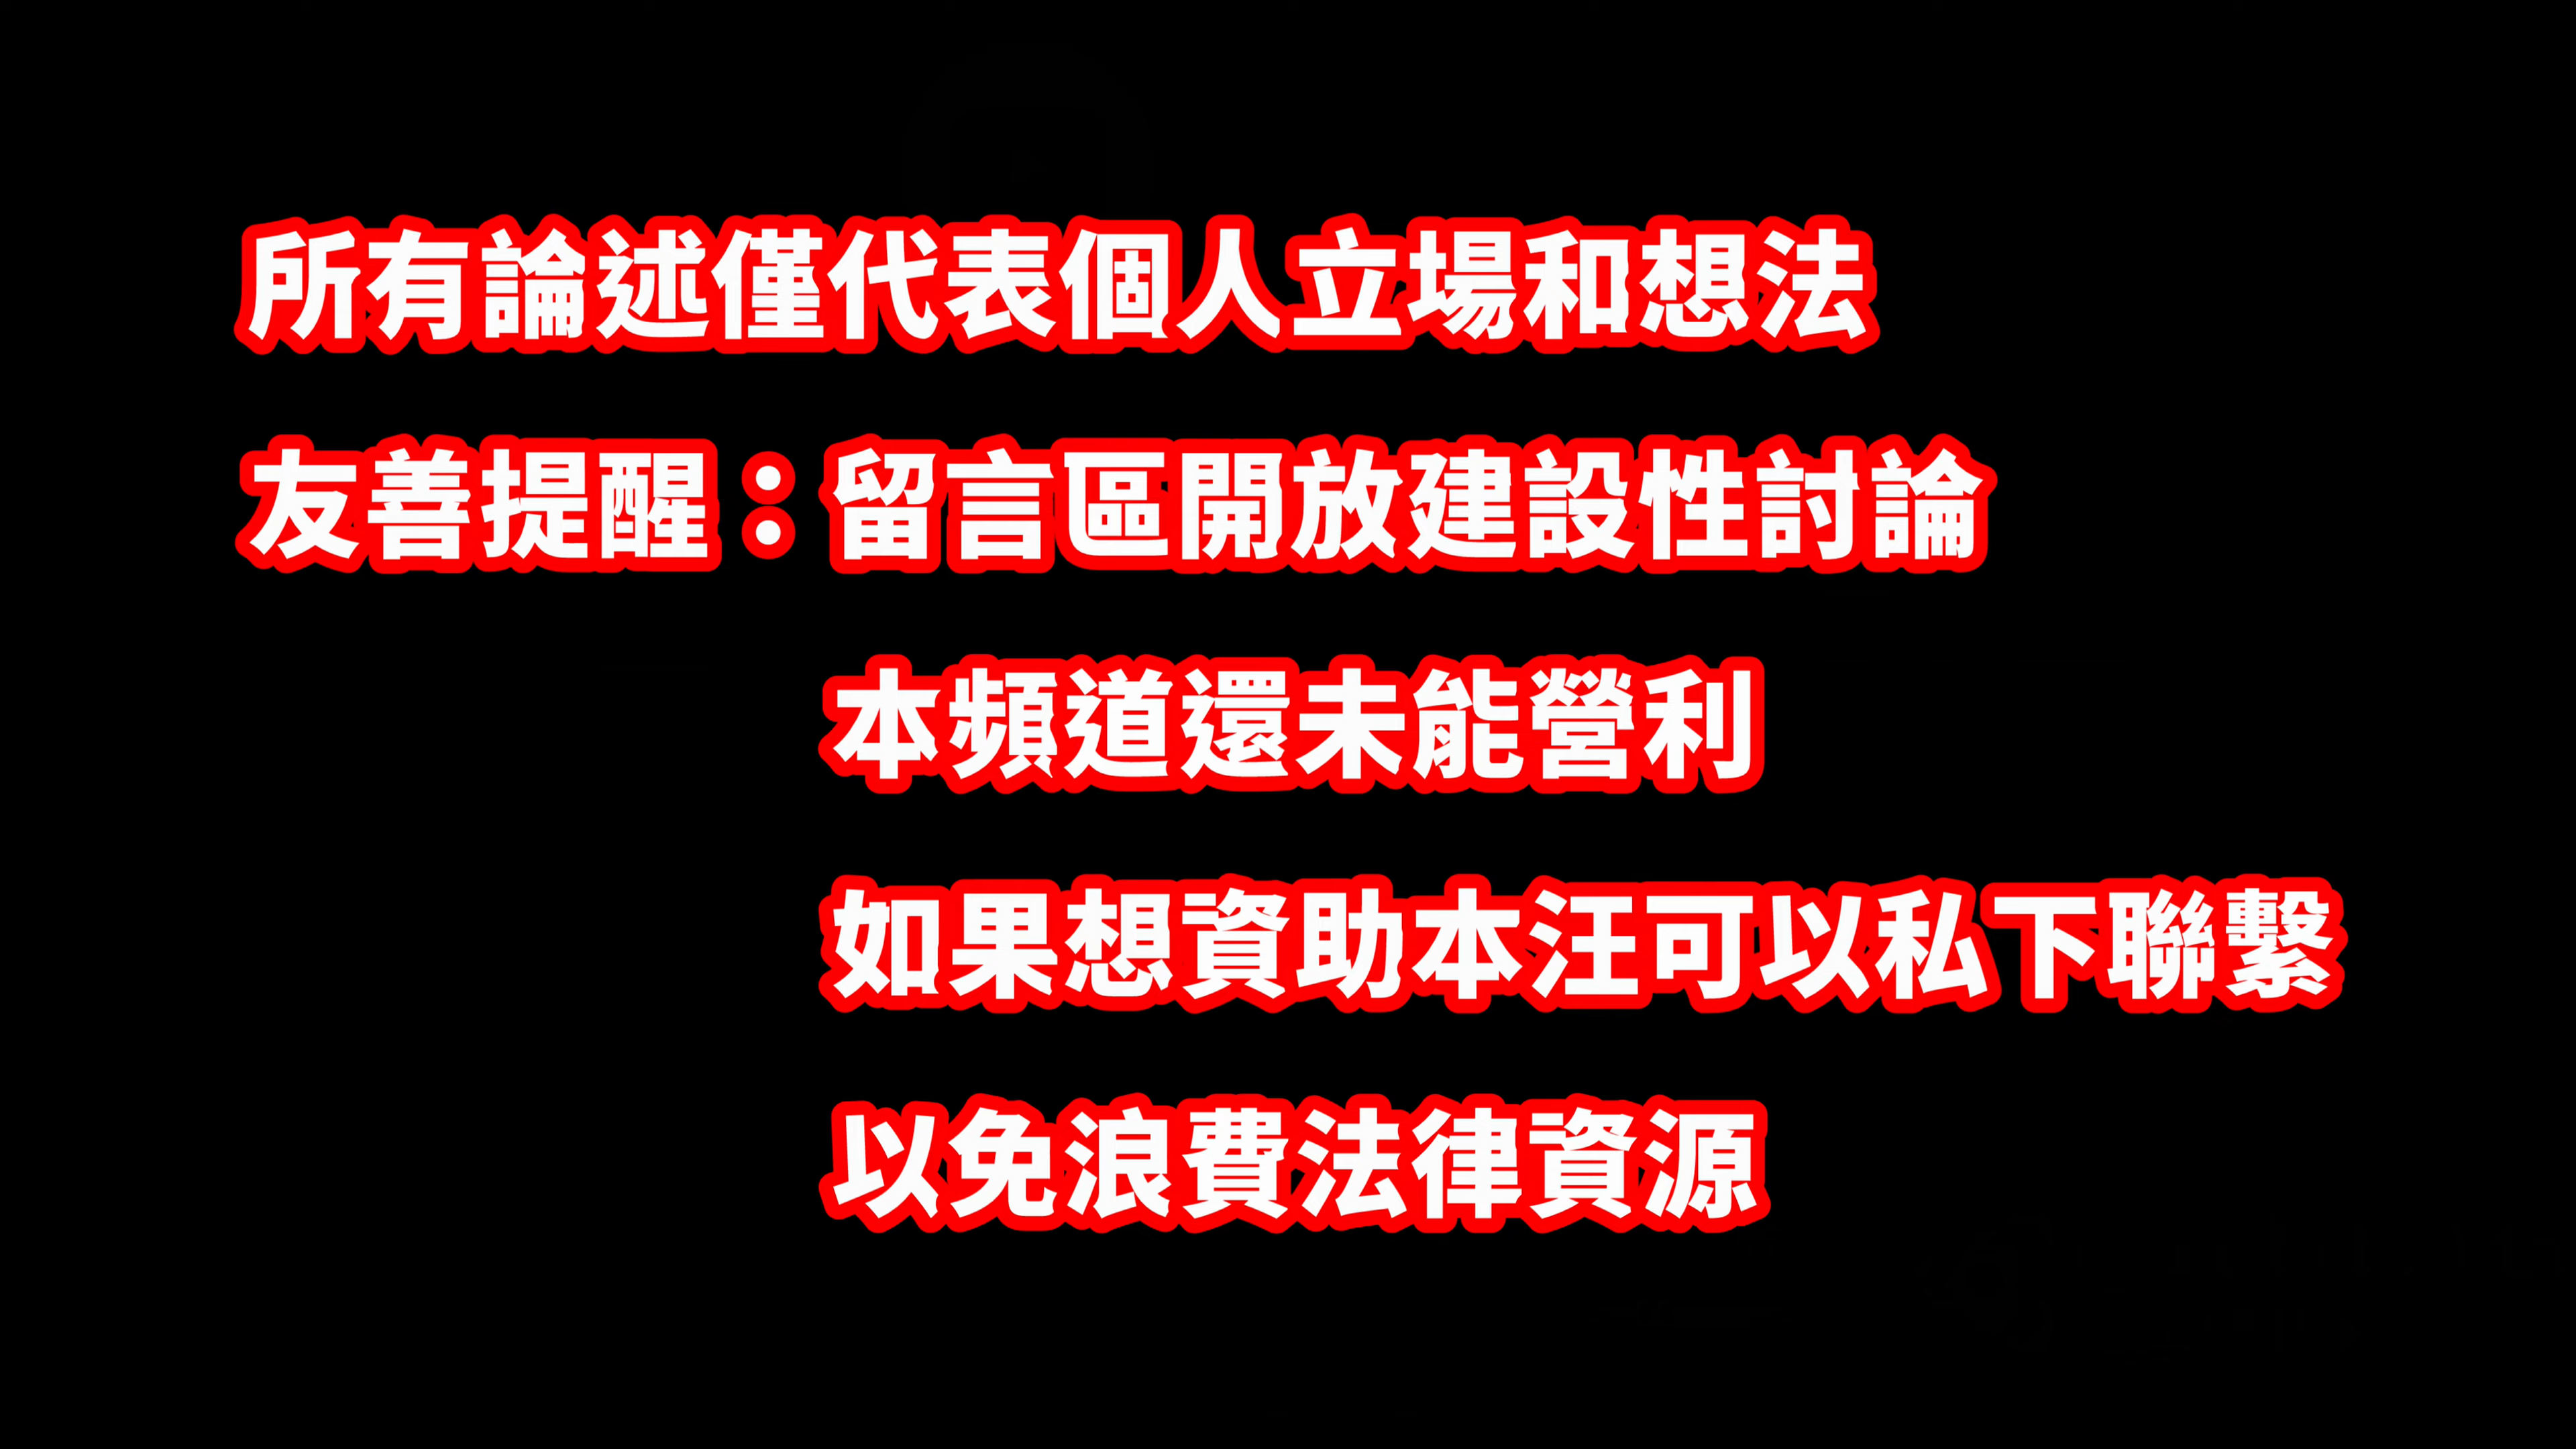 所有論述僅代表個人立場和想法
友善提醒：留言區開放建設性討論
本頻道還未能營利
如果想資助本汪可以私下聯繫
以免浪費法律資源